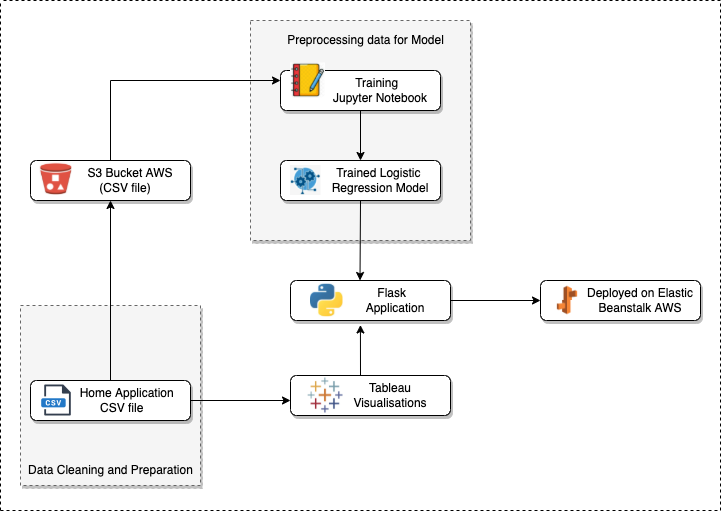 Preprocessing data for Model
Training
Jupyter Notebook
S3 Bucket AWS
(CSV file)
Trained Logistic
Regression Model
Flask
Application
Deployed on Elastic
Beanstalk AWS
CSV
Home Application
CSV file
Tableau
Visualisations
Data Cleaning and Preparation